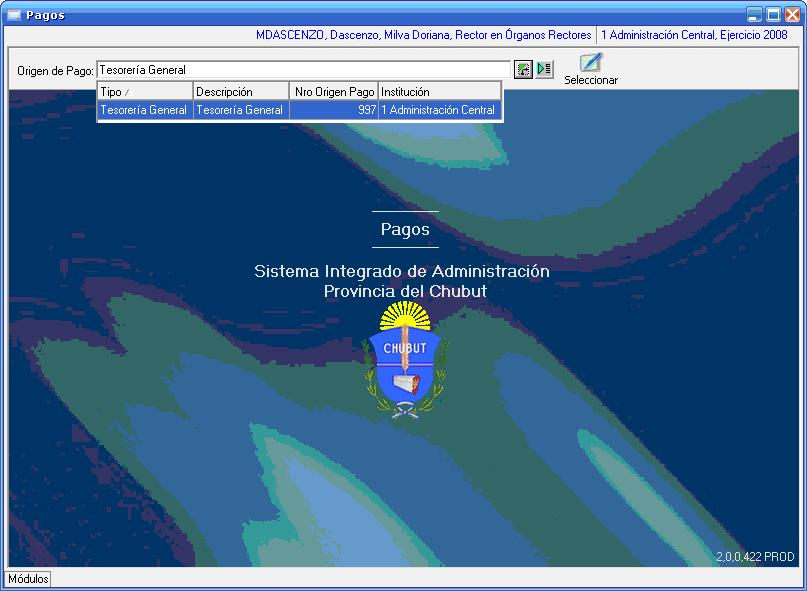 Pagos
MDASCENZO, Dascenzo, Milva Doriana, Rector en Órganos Rectores 1 Administración Central, Ejercicio 2008
Origen de Pago: Tesorería General
Seleccionar
Tipo Descripción Nro Origen Pago Institución
Tesorería General Tesorería General 997 1 Administración Central
Pagos
Sistema Integrado de Administración
Provincia del Chubut
CHUBUT
2,0,0,422 PROD
Módulos